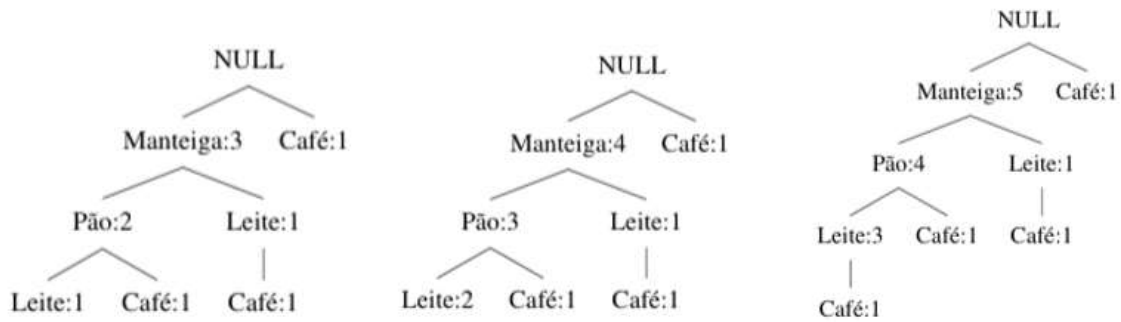 NULL
Manteiga:3 Café:1
Pão:2 Leite:1
Leite:1 Café:1 Café:1
NULL
Manteiga:4 Café:1
Pão:3 Leite:1
Leite:2 Café:1 Café:1
NULL
Manteiga:5 Café:1
Pão:4 Leite:1
Leite:3 Café:1 Café:1
Café:1